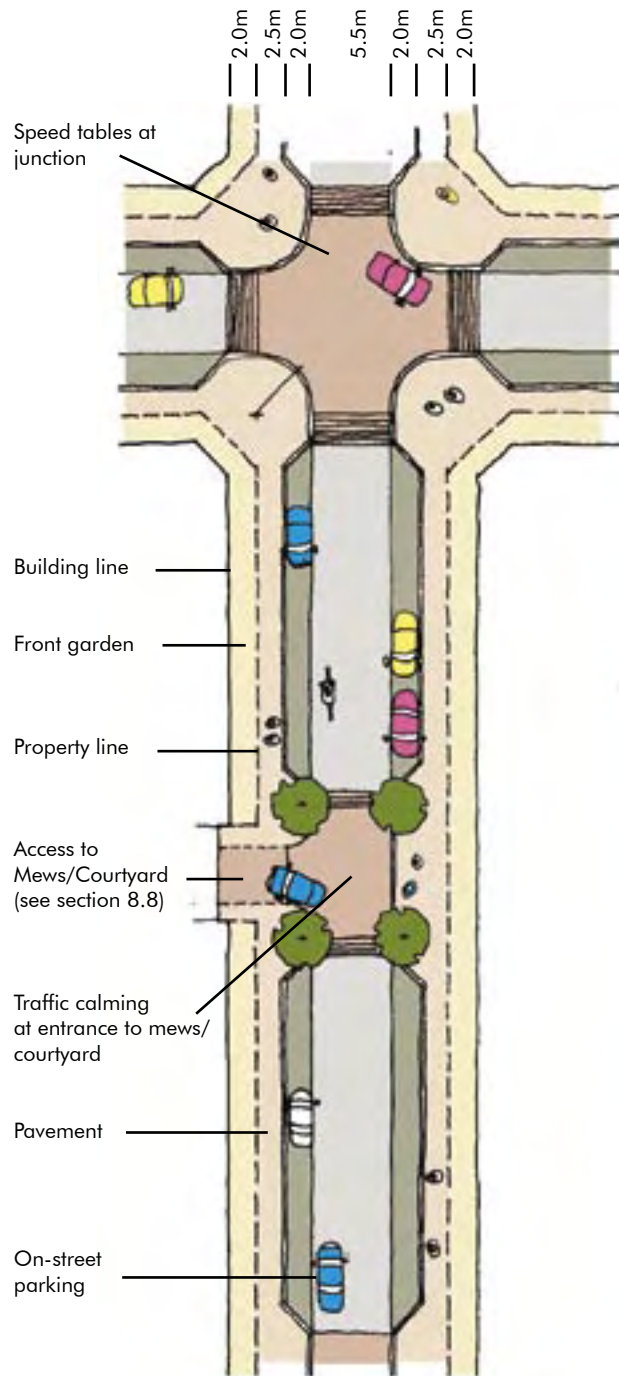 2.0m
2.5m
2.0m
5.5m
2.0m
2.5m
2.0m
Speed tables at
junction
Building line
Front garden
Property line
Access to
Mews/Courtyard
(see section 8.8)
Traffic calming
at entrance to mews/
courtyard
Pavement
On-street
parking